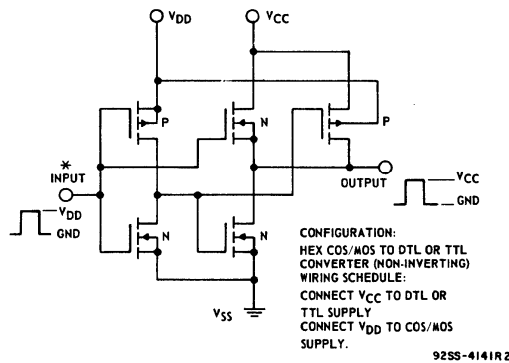 VDD
VCC
P
N
P
*
INPUT
OUTPUT
VDD
GND
VCC
GND
N
N
VSS
CONFIGURATION:
HEX COS/MOS TO DTL OR TTL
CONVERTER (NON-INVERTING)
WIRING SCHEDULE:
CONNECT VCC TO DTL OR
TTL SUPPLY
CONNECT VDD TO COS/MOS
SUPPLY.
92SS-4141R2